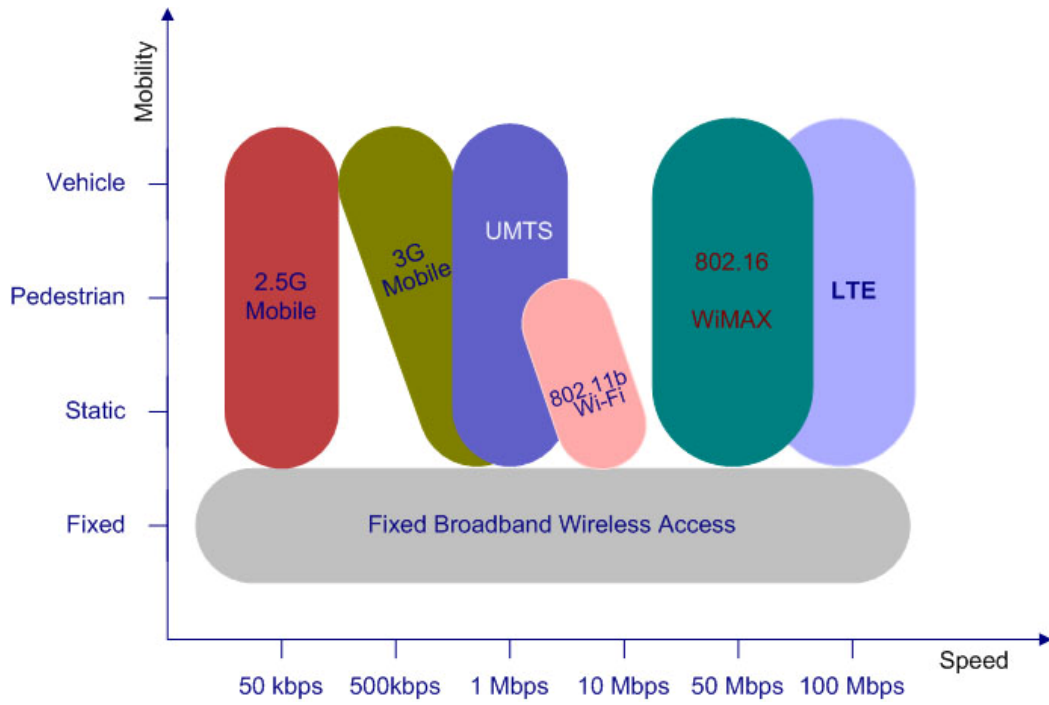 Mobility
Vehicle
Pedestrian
Static
Fixed
2.5G
Mobile
3G
Mobile
UMTS
802.11b
Wi-Fi
802.16
WiMAX
LTE
Fixed Broadband Wireless Access
Speed
50 kbps
500kbps
1 Mbps
10 Mbps
50 Mbps
100 Mbps